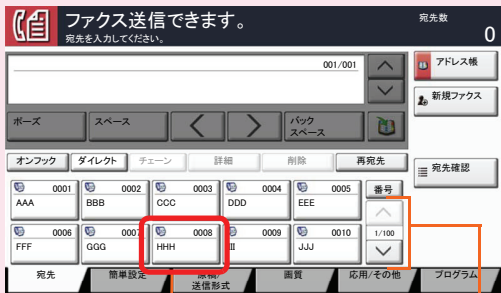 ファクス送信できます。
宛先を入力してください。
宛先数
0
001/001
アドレス帳
新規ファクス
ポーズ
スペース
バック
スペース
オンフック
ダイレクト
チェーン
詳細
削除
再宛先
宛先確認
0001
AAA
0002
BBB
0003
CCC
0004
DDD
0005
EEE
番号
0006
FFF
0007
GGG
0008
HHH
0009
III
0010
JJJ
1/100
宛先
簡単設定
原稿/
送信形式
画質
応用/その他
プログラム